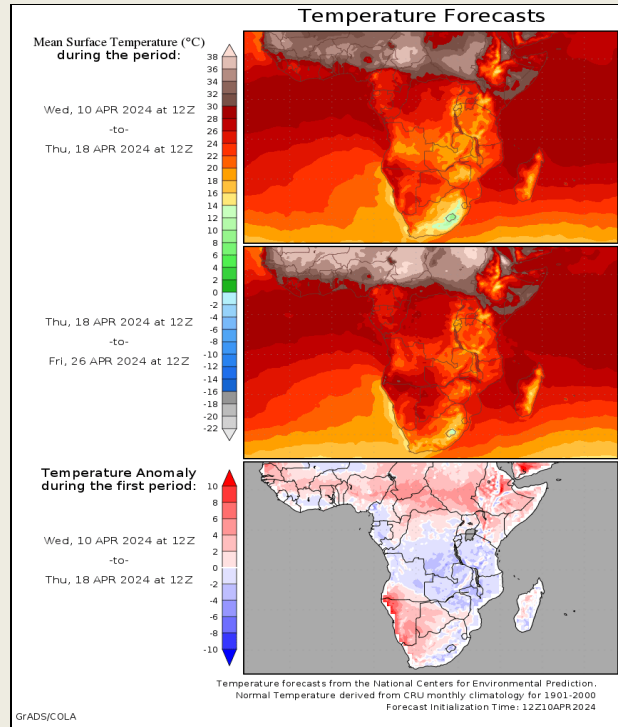 Temperature Forecasts
Mean Surface Temperature (°C)
during the period:
Wed, 10 APR 2024 at 12Z
-to-
Thu, 18 APR 2024 at 12Z
38
36
34
32
30
28
26
24
22
20
18
16
14
12
10
8
6
4
2
0
-2
-4
-6
-8
-10
-12
-14
-16
-18
-20
-22
Thu, 18 APR 2024 at 12Z
-to-
Fri, 26 APR 2024 at 12Z
Temperature Anomaly
during the first period:
Wed, 10 APR 2024 at 12Z
-to-
Thu, 18 APR 2024 at 12Z
10
8
6
4
2
0
-2
-4
-6
-8
-10
Temperature forecasts from the National Centers for Environmental Prediction.
Normal Temperature derived from CRU monthly climatology for 1901-2000
Forecast Initialization Time: 12Z10APR2024
GrADS/COLA